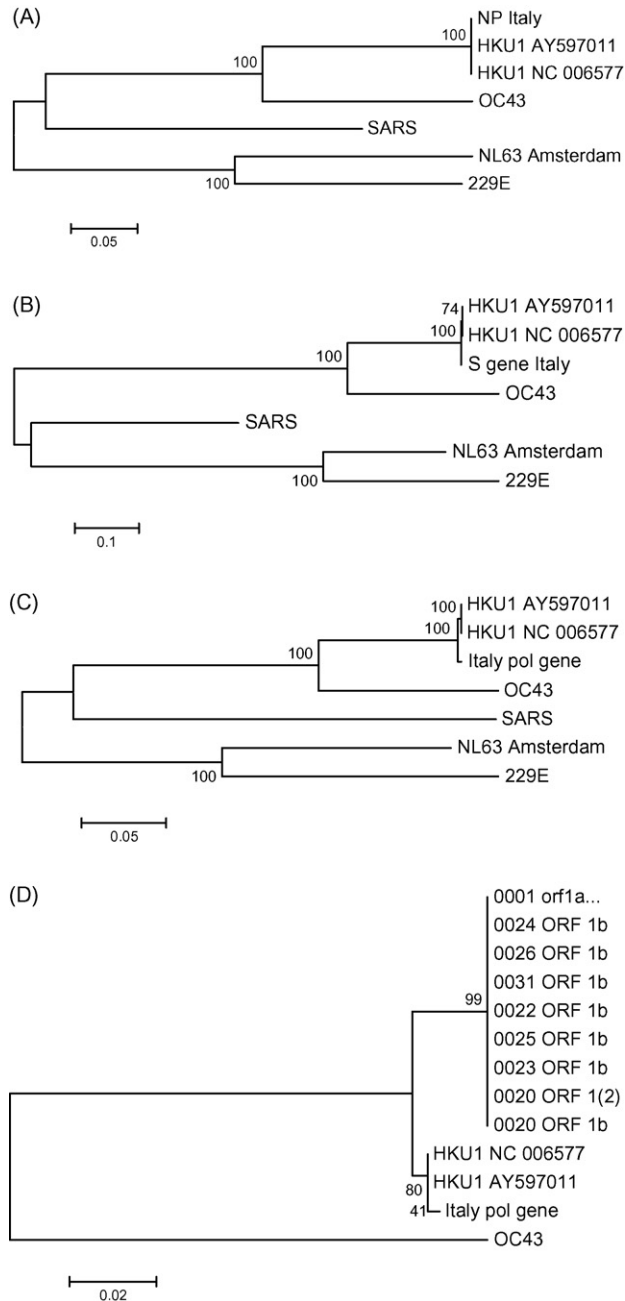 (A)
NP Italy
100
100
HKU1 AY597011
HKU1 NC 006577
OC43
SARS
NL63 Amsterdam
100
229E
0.05
(B)
74
HKU1 AY597011
100
HKU1 NC 006577
100
S gene Italy
OC43
SARS
NL63 Amsterdam
100
229E
0.1
(C)
100
HKU1 AY597011
100
HKU1 NC 006577
100
Italy pol gene
OC43
SARS
NL63 Amsterdam
100
229E
0.05
(D)
0001 orf1a...
0024 ORF 1b
0026 ORF 1b
0031 ORF 1b
99
0022 ORF 1b
0025 ORF 1b
0023 ORF 1b
0020 ORF 1(2)
0020 ORF 1b
HKU1 NC 006577
HKU1 AY597011
80
41
Italy pol gene
OC43
0.02